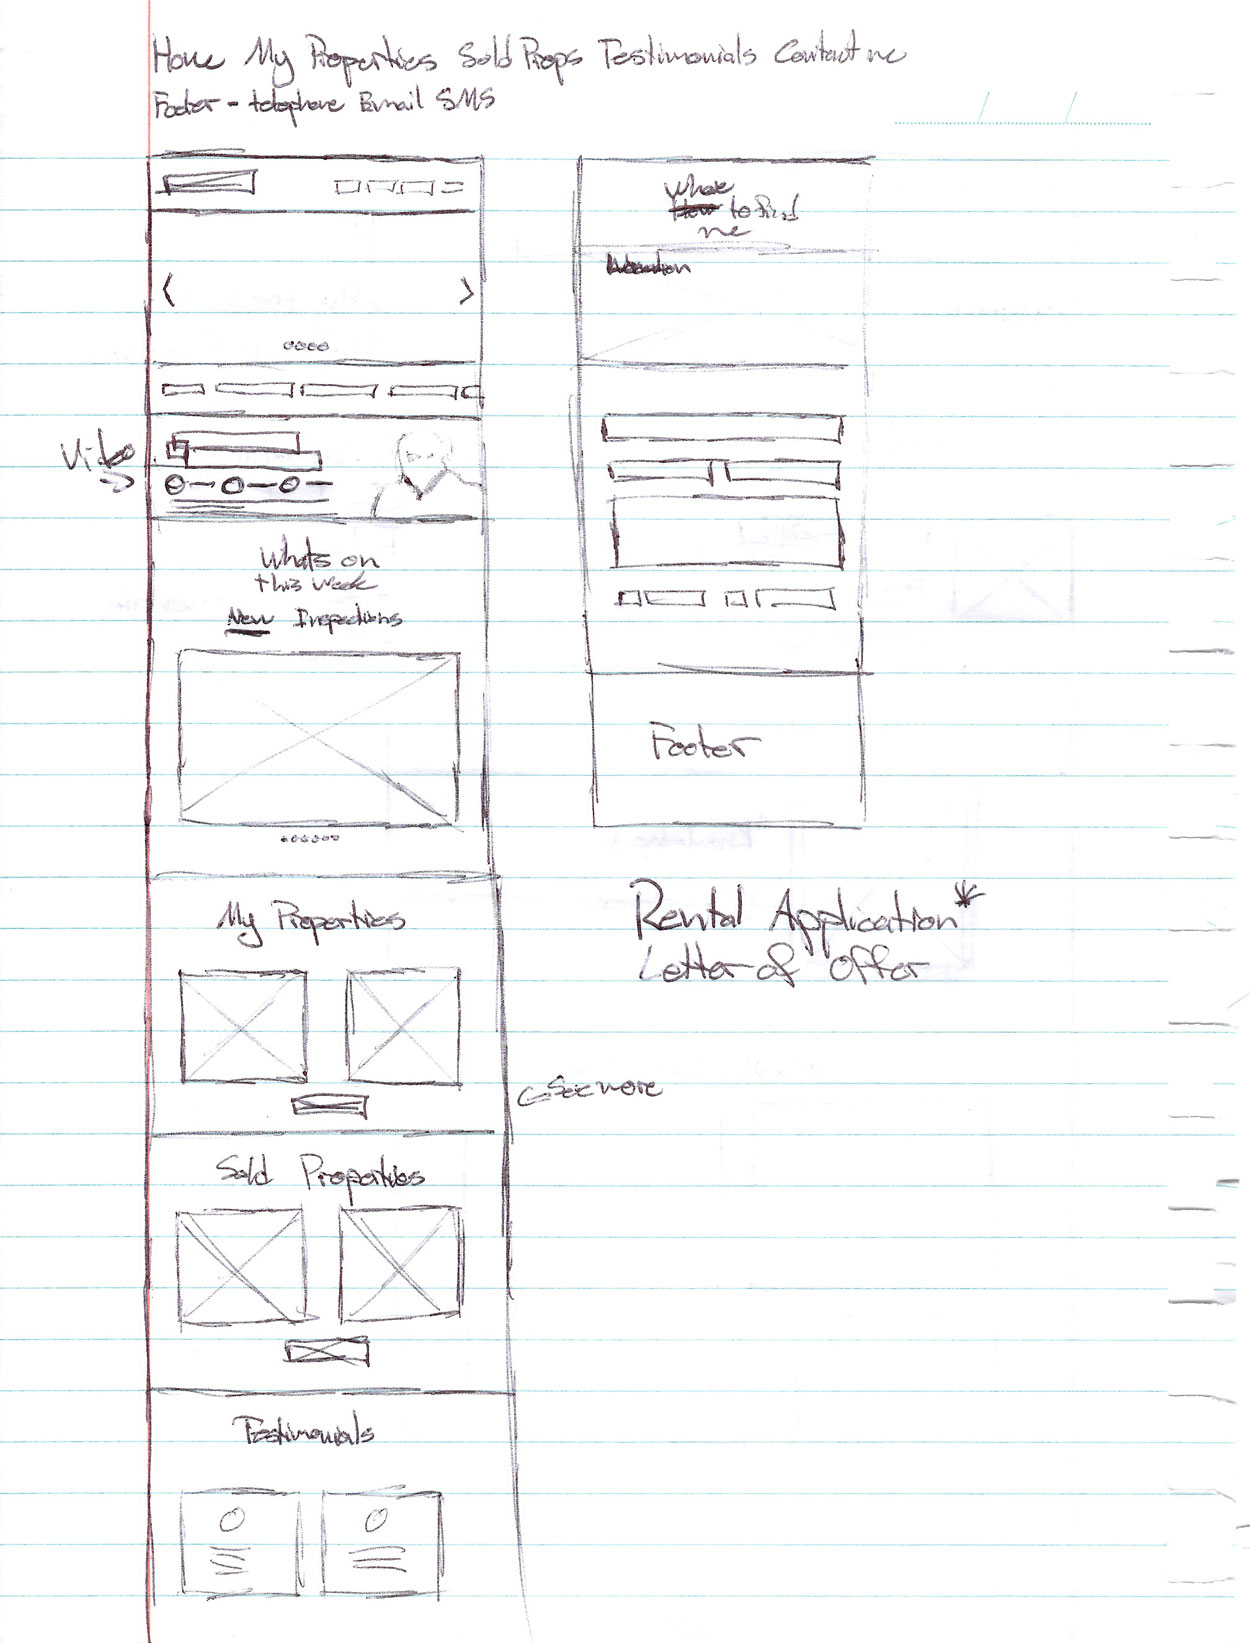 Home My Properties Sold Props Testimonials Contact me
Footer - telephone Email SMS
Video
Whats on
this week
New Inspections
My Properties
See more
Sold Properties
Testimonials
Where
How to find
me
Footer
Rental Application*
Letter of Offer